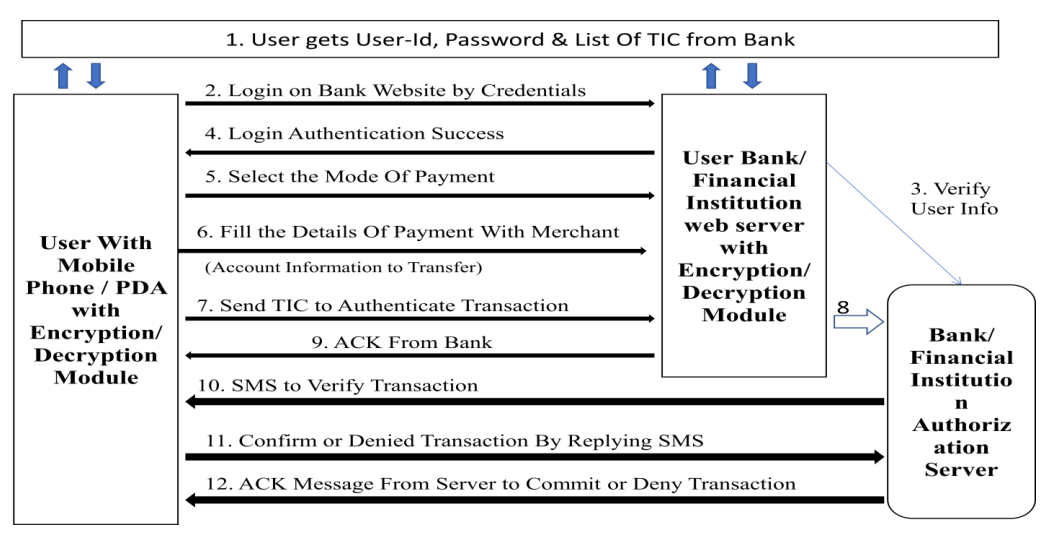 1. User gets User-Id, Password & List Of TIC from Bank
2. Login on Bank Website by Credentials
4. Login Authentication Success
5. Select the Mode Of Payment
6. Fill the Details Of Payment With Merchant
(Account Information to Transfer)
7. Send TIC to Authenticate Transaction
9. ACK From Bank
10. SMS to Verify Transaction
11. Confirm or Denied Transaction By Replying SMS
12. ACK Message From Server to Commit or Deny Transaction
User With
Mobile
Phone / PDA
with
Encryption/
Decryption
Module
User Bank/
Financial
Institution
web server
with
Encryption/
Decryption
Module
3. Verify
User Info
8
Bank/
Financial
Institutio
n
Authoriz
ation
Server